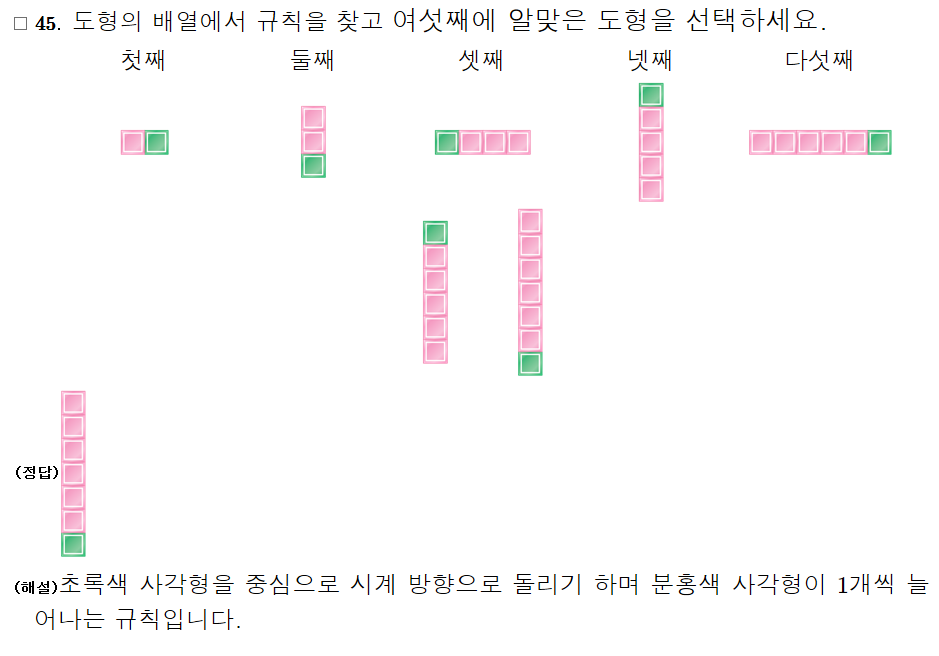 □ 45. 도형의 배열에서 규칙을 찾고 여섯째에 알맞은 도형을 선택하세요.
첫째 둘째 셋째 넷째 다섯째
(정답)
(해설)초록색 사각형을 중심으로 시계 방향으로 돌리기 하며 분홍색 사각형이 1개씩 늘
어나는 규칙입니다.